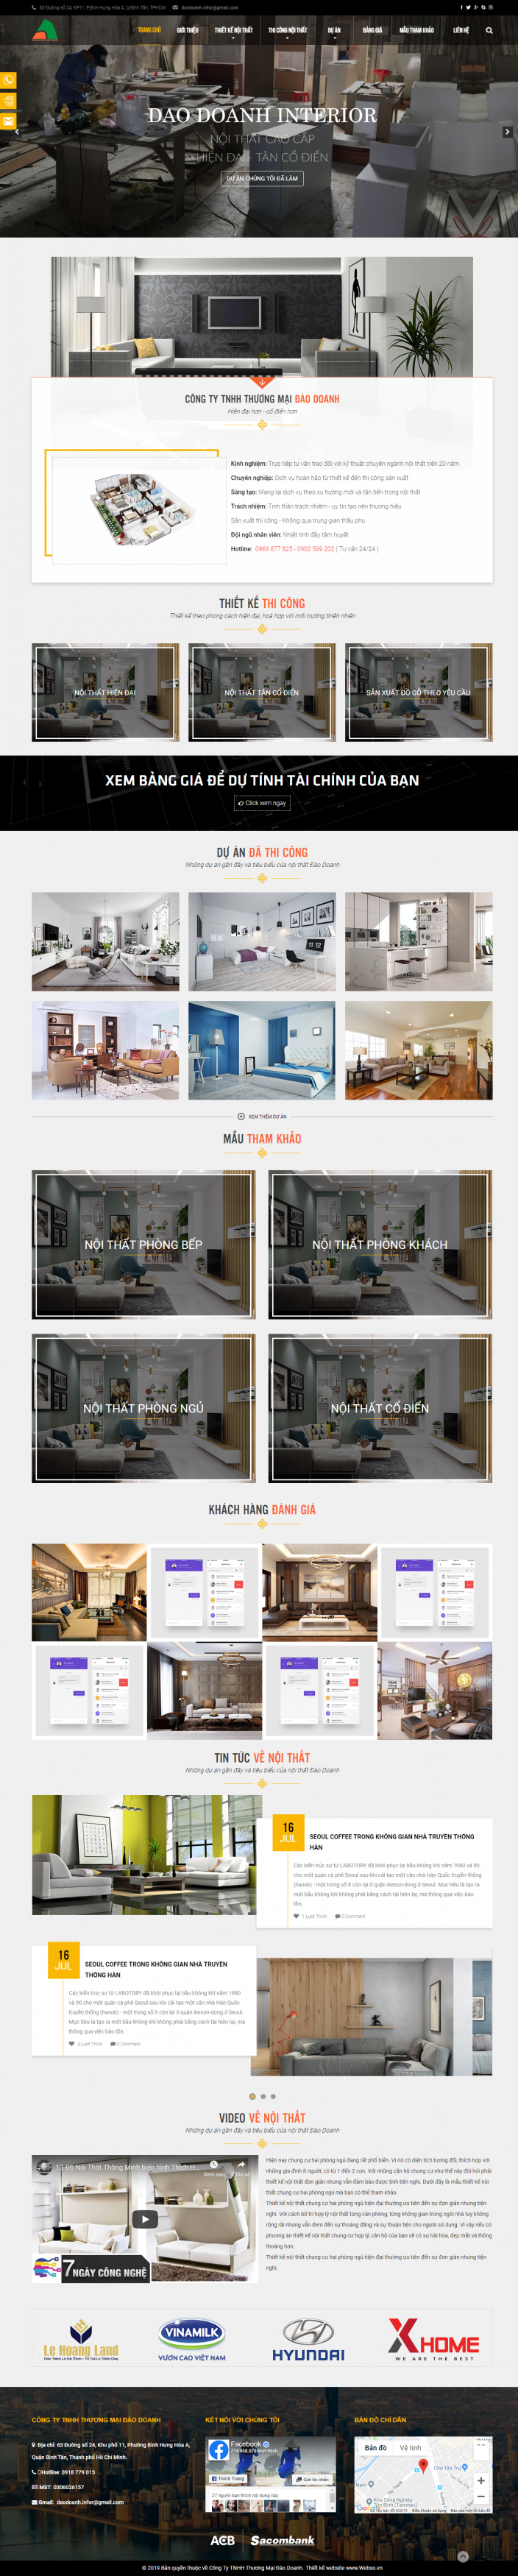 63 Đường số 24, KP11, P.Bình Hưng Hòa A, Q.Bình Tân, TPHCM
daodoanh.infor@gmail.com
TRANG CHỦ
GIỚI THIỆU
THIẾT KẾ NỘI THẤT
THI CÔNG NỘI THẤT
DỰ ÁN
BẢNG GIÁ
MẪU THAM KHẢO
LIÊN HỆ
DAO DOANH INTERIOR
NỘI THẤT CAO CẤP
HIỆN ĐẠI - TÂN CỔ ĐIỂN
DỰ ÁN CHÚNG TÔI ĐÃ LÀM
CÔNG TY TNHH THƯƠNG MẠI ĐÀO DOANH
Hiện đại hơn - cổ điển hơn
Kinh nghiệm: Trực tiếp tư vấn trao đổi với kỹ thuật chuyên ngành nội thất trên 20 năm
Chuyên nghiệp: Dịch vụ hoàn hảo từ thiết kế đến thi công sản xuất
Sáng tạo: Mang lại dịch vụ theo xu hướng mới và tân tiến trong nội thất
Trách nhiệm: Tinh thần trách nhiệm - uy tín tạo nên thương hiệu
Sản xuất thi công - Không qua trung gian thầu phụ
Đội ngũ nhân viên: Nhiệt tình đầy tâm huyết
Hotline: 0969 877 825 - 0902 599 202 ( Tư vấn 24/24 )
THIẾT KẾ THI CÔNG
Thiết kế theo phong cách hiện đại, hoà hợp với môi trường thiên nhiên
NỘI THẤT HIỆN ĐẠI
NỘI THẤT TÂN CỔ ĐIỂN
SẢN XUẤT ĐỒ GỖ THEO YÊU CẦU
XEM BẢNG GIÁ ĐỂ DỰ TÍNH TÀI CHÍNH CỦA BẠN
Click xem ngay
DỰ ÁN ĐÃ THI CÔNG
Những dự án gần đây và tiêu biểu của nội thất Đào Doanh
XEM THÊM DỰ ÁN
MẪU THAM KHẢO
NỘI THẤT PHÒNG BẾP
NỘI THẤT PHÒNG KHÁCH
NỘI THẤT PHÒNG NGỦ
NỘI THẤT CỔ ĐIỂN
KHÁCH HÀNG ĐÁNH GIÁ
TIN TỨC VỀ NỘI THẤT
Những dự án gần đây và tiêu biểu của nội thất Đào Doanh
16
JUL
SEOUL COFFEE TRONG KHÔNG GIAN NHÀ TRUYỀN THỐNG
HÀN
Các kiến trúc sư từ LABOTORY đã khôi phục lại bầu không khí năm 1980 và 90
cho một quán cà phê Seoul sau khi cải tạo một căn nhà Hàn Quốc truyền thống
(hanok) - một trong số ít còn lại ở quận Ikeson-dong ở Seoul. Mục tiêu là tạo ra
một bầu không khí không phải bằng cách tái hiện lại, mà thông qua việc bảo
tồn.
1 Lượt Thích
0 Comment
16
JUL
SEOUL COFFEE TRONG KHÔNG GIAN NHÀ TRUYỀN
THỐNG HÀN
Các kiến trúc sư từ LABOTORY đã khôi phục lại bầu không khí năm 1980
và 90 cho một quán cà phê Seoul sau khi cải tạo một căn nhà Hàn Quốc
truyền thống (hanok) - một trong số ít còn lại ở quận Ikeson-dong ở Seoul.
Mục tiêu là tạo ra một bầu không khí không phải bằng cách tái hiện lại, mà
thông qua việc bảo tồn.
0 Lượt Thích
0 Comment
VIDEO VỀ NỘI THẤT
Những dự án gần đây và tiêu biểu của nội thất Đào Doanh
13 Đồ Nội Thất Thông Minh biến hình Thích H...
7 NGÀY CÔNG NGHỆ
Hiện nay chung cư hai phòng ngủ đang rất phổ biến. Vì nó có diện tích tương đối, thích hợp với
những gia đình ít người, có từ 1 đến 2 con. Với những căn hộ chung cư như thế này đòi hỏi phải
thiết kế nội thất đơn giản nhưng vẫn đảm bảo được tính tiện nghi. Dưới đây là mẫu thiết kế nội
thất chung cư hai phòng ngủ mà bạn có thể tham khảo.
Thiết kế nội thất chung cư hai phòng ngủ hiện đại thường ưu tiên đến sự đơn giản nhưng tiện
nghi. Với cách bố trí hợp lý nội thất từng căn phòng, từng không gian trong ngôi nhà tuy không
rộng rãi nhưng vẫn đem đến sự thoáng đãng và sự thuận tiện cho người sử dụng. Vì vậy nếu có
phương án thiết kế nội thất chung cư hợp lý, căn hộ của bạn sẽ có sự hài hòa, đẹp mắt và thông
thoáng hơn.
Thiết kế nội thất chung cư hai phòng ngủ hiện đại thường ưu tiên đến sự đơn giản nhưng tiện
nghi.
Le Hoang Land
VINAMILK
VƯƠN CAO VIỆT NAM
HYUNDAI
XHOME
WE ARE THE BEST
CÔNG TY TNHH THƯƠNG MẠI ĐÀO DOANH
Địa chỉ: 63 Đường số 24, Khu phố 11, Phường Bình Hưng Hòa A,
Quận Bình Tân, Thành phố Hồ Chí Minh.
Hotline: 0918 779 015
MST: 0306026157
Email: daodoanh.infor@gmail.com
KẾT NỐI VỚI CHÚNG TÔI
Facebook
Thích Trang
Gửi tin nhắn
27 người bạn thích nội dung này
BẢN ĐỒ CHỈ DẪN
Bản đồ
Vệ tinh
Chợ Tân Trụ
Khu Công Nghiệp
Tân Bình (Tanimex)
Google
ACB
Sacombank
© 2019 Bản quyền thuộc về Công Ty TNHH Thương Mại Đào Doanh. Thiết kế website www.Webso.vn